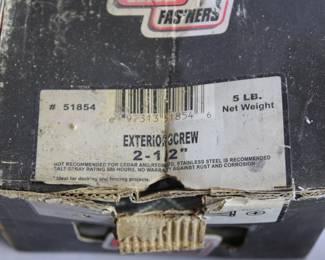 FAS'NERS
# 51854
5 LB.
Net Weight
51854 6
EXTERIOR SCREW
2-1/2"
NOT RECOMMENDED FOR CEDAR AND REDWOOD, STAINLESS STEEL IS RECOMMENDED
SALT SPRAY RATING 500 HOURS, NO WARRANTY AGAINST RUST AND CORROSION
*Ideal for decking and fencing projects.